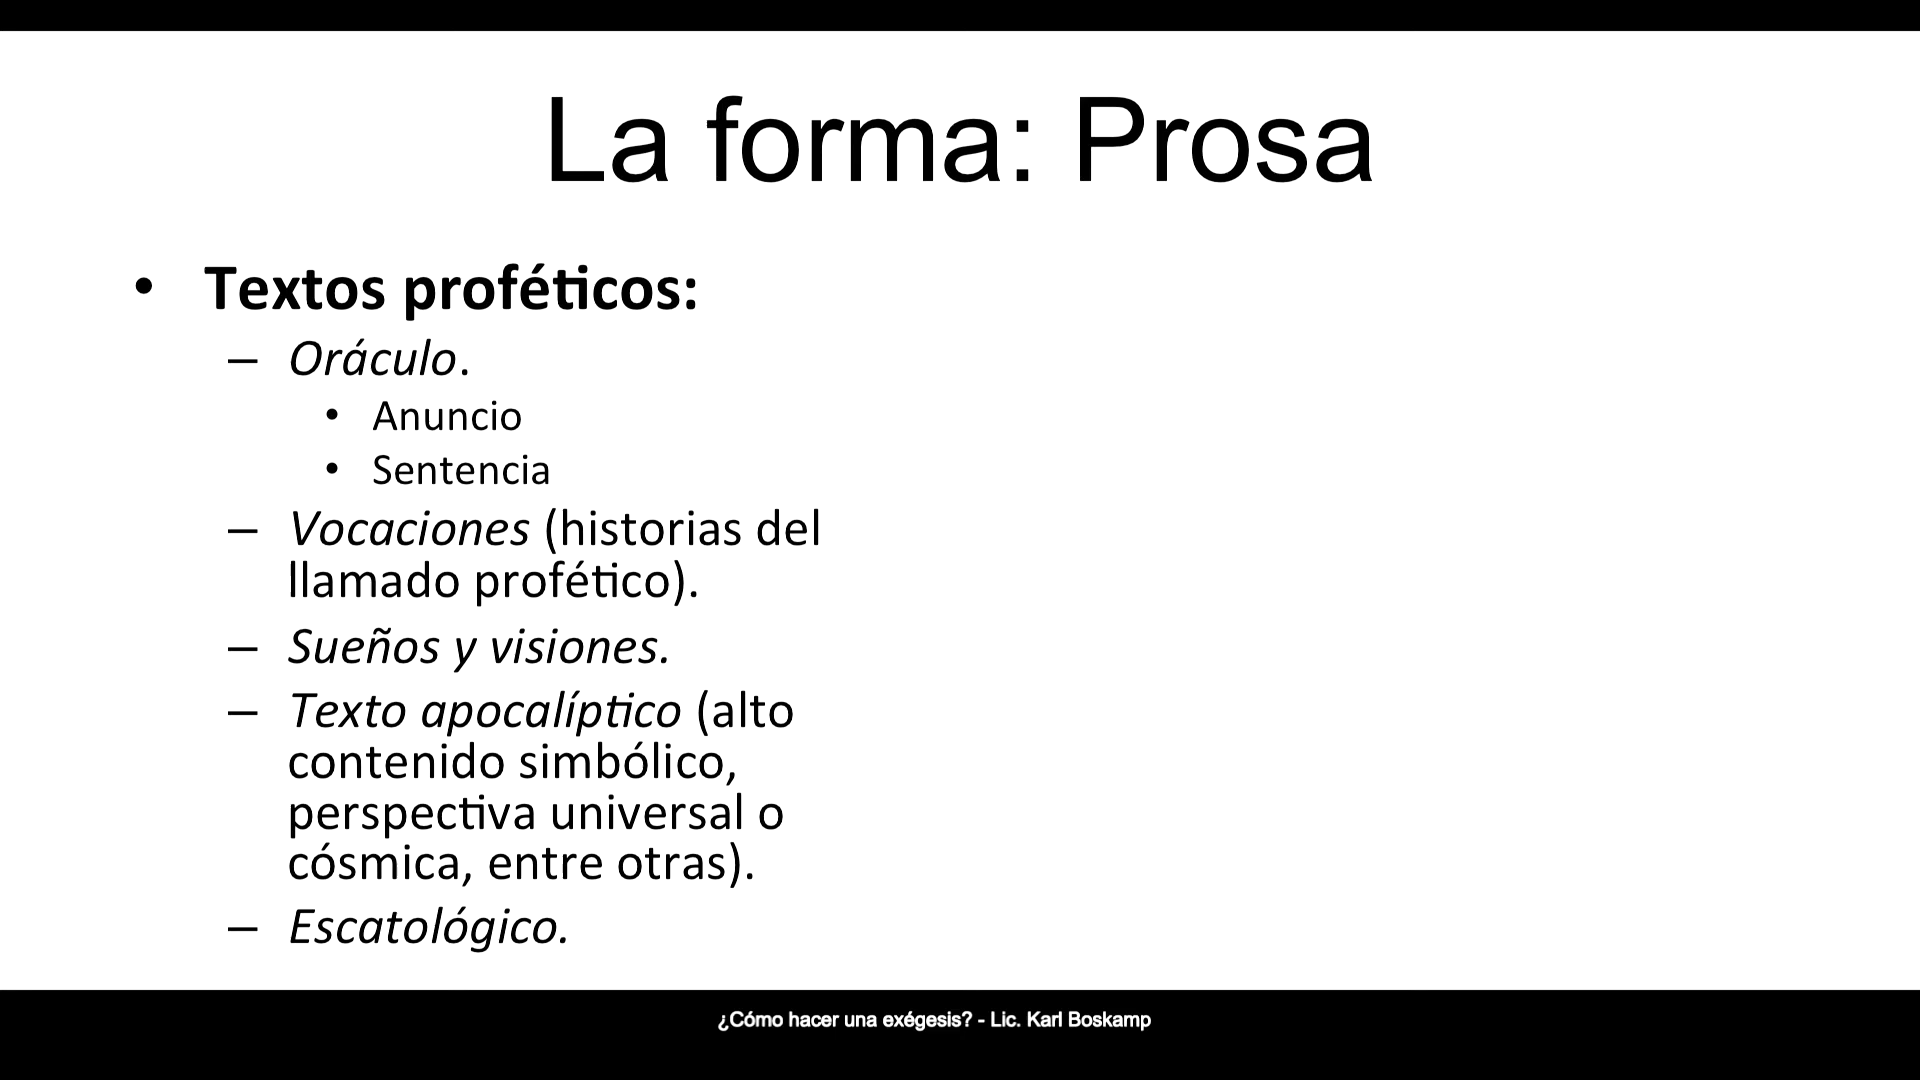 La forma: Prosa
• Textos proféticos:
– Oráculo.
• Anuncio
• Sentencia
– Vocaciones (historias del
llamado profético).
– Sueños y visiones.
– Texto apocalíptico (alto
contenido simbólico,
perspectiva universal o
cósmica, entre otras).
– Escatológico.
¿Cómo hacer una exégesis? - Lic. Karl Boskamp